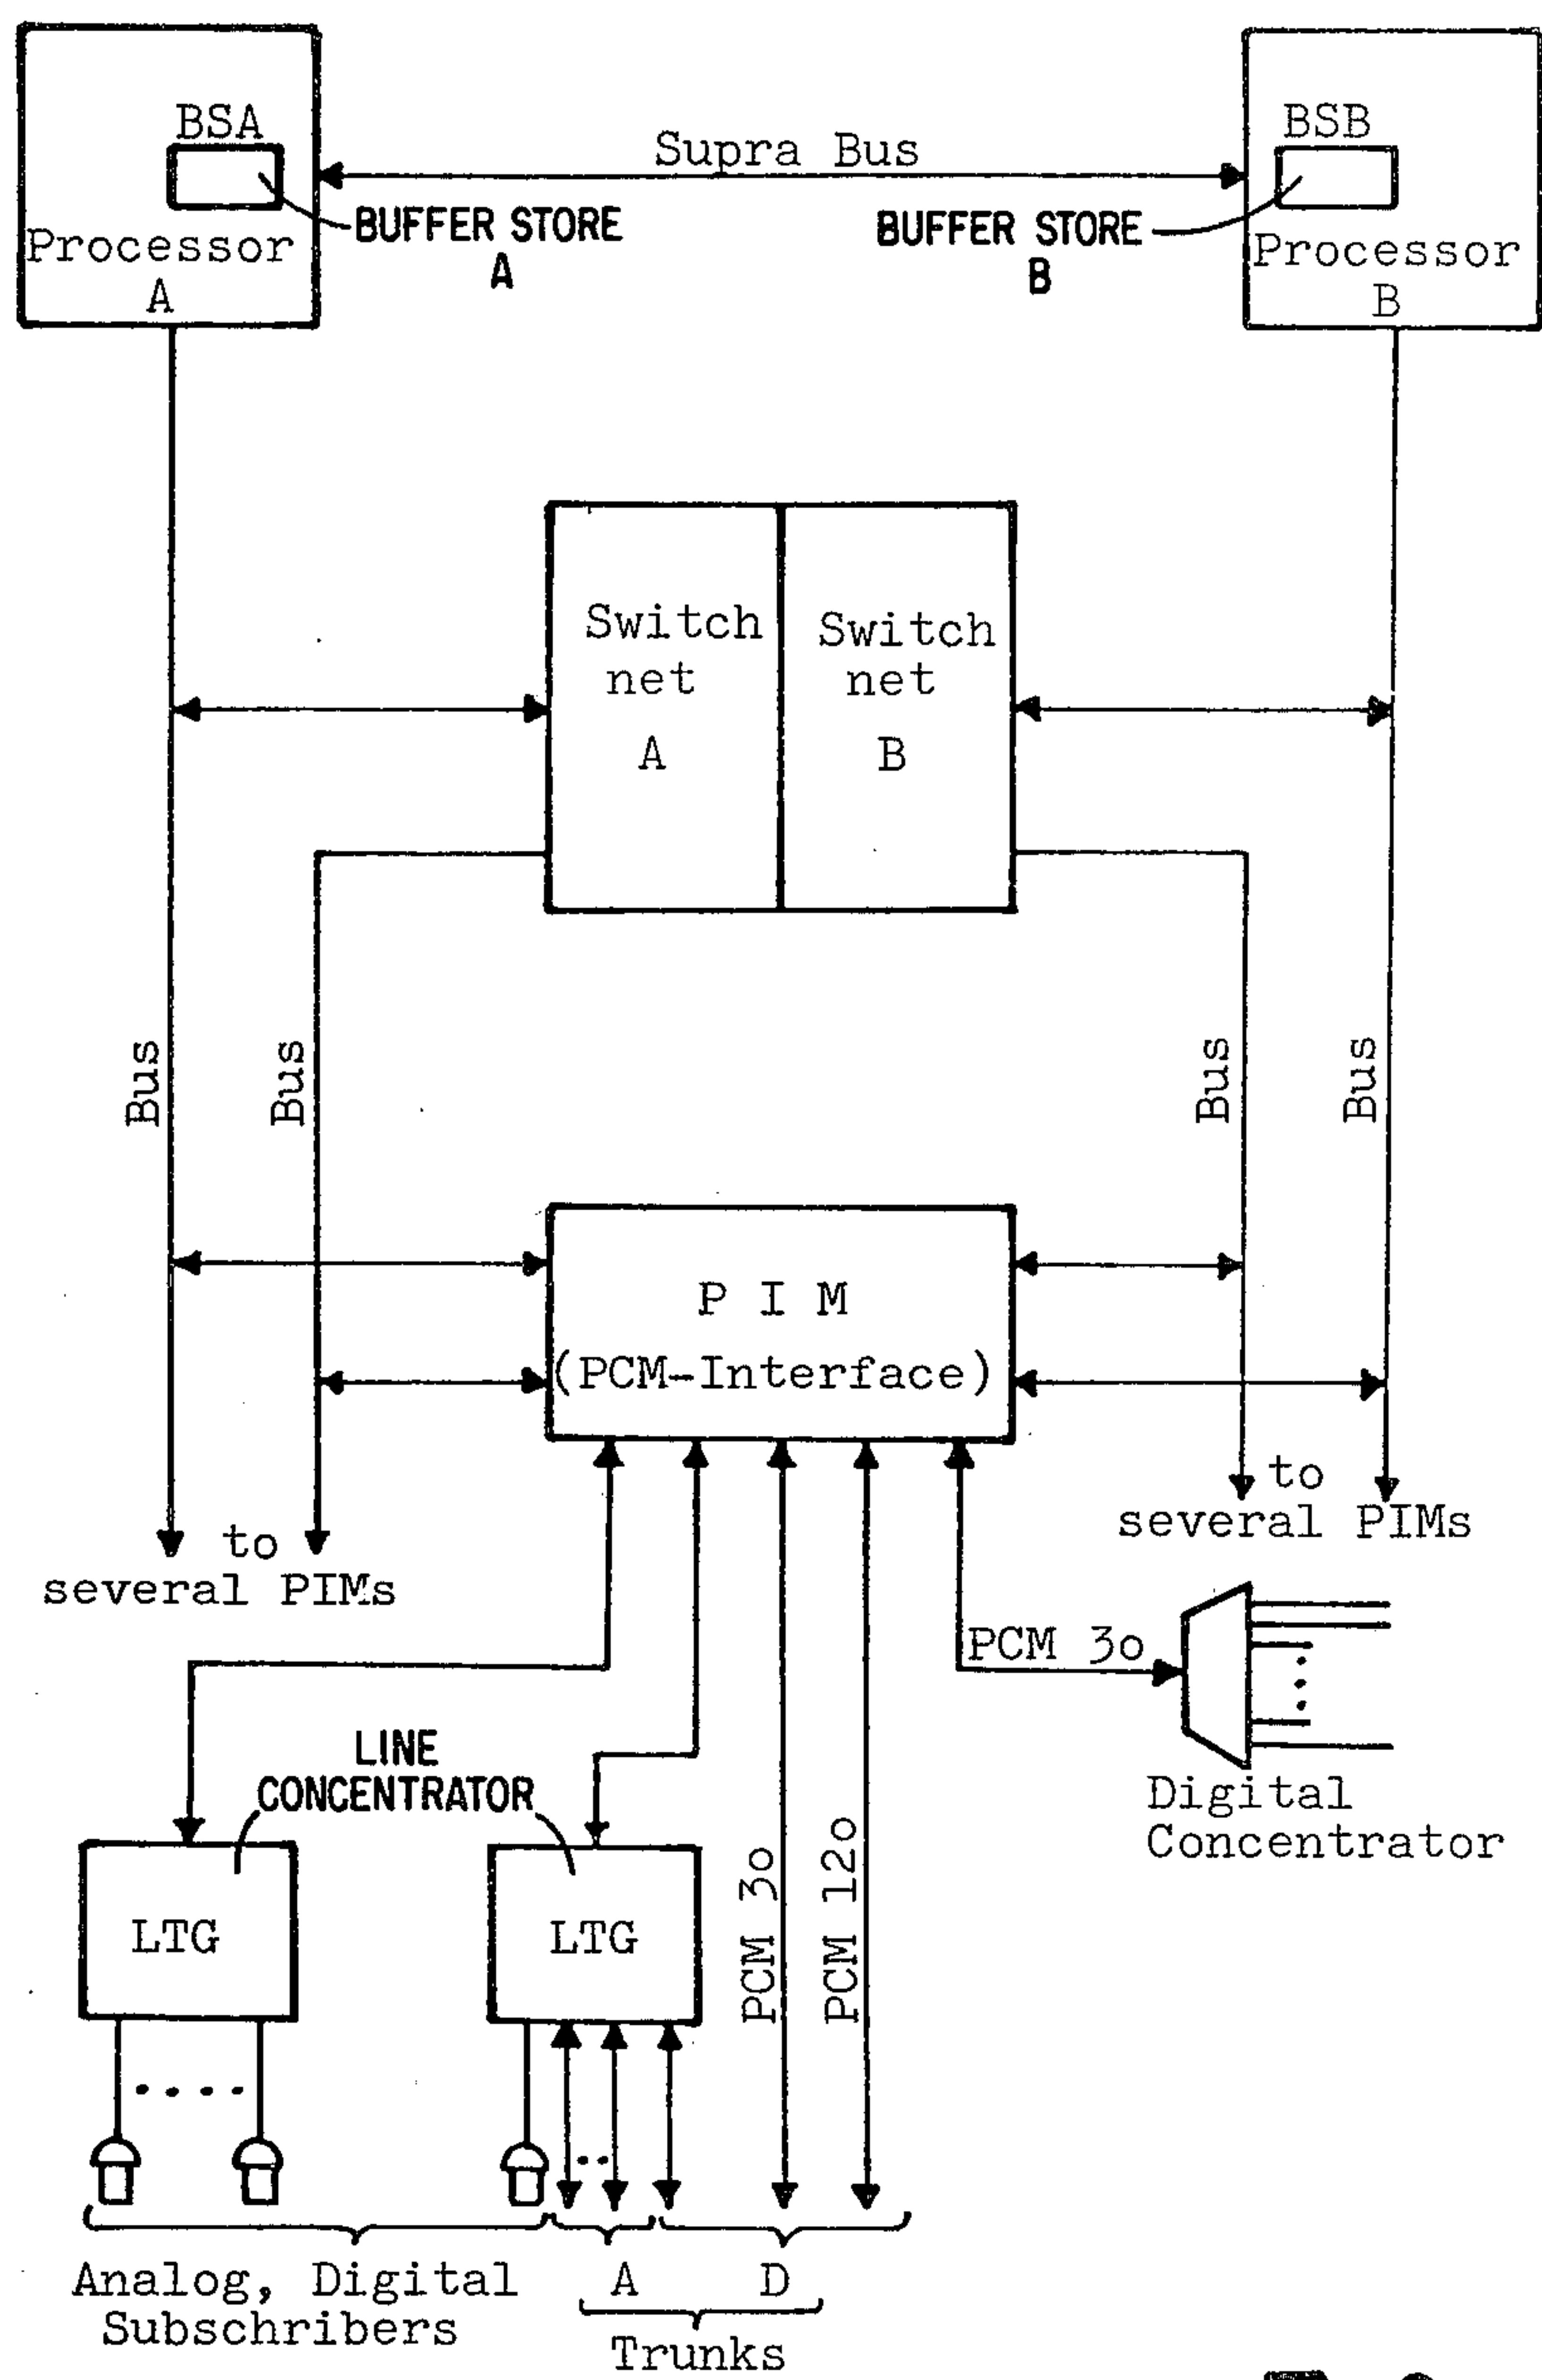 BSA
BSB
Supra Bus
BUFFER STORE
A
BUFFER STORE
B
Processor
A
Processor
B
Switch
net
A
Switch
net
B
Bus
Bus
Bus
Bus
P I M
(PCM-Interface)
to
several PIMs
to
several PIMs
PCM 3o
LINE
CONCENTRATOR
Digital
Concentrator
LTG
LTG
PCM 3o
PCM 12o
Analog, Digital
Subschribers
A
D
Trunks